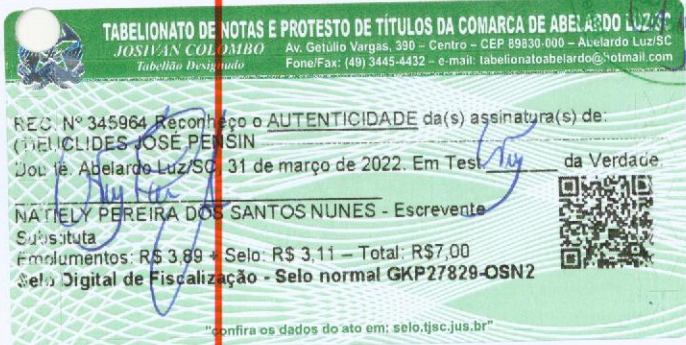 TABELIONATO DE NOTAS E PROTESTO DE TÍTULOS DA COMARCA DE ABELARDO LUZ/SC
JOSIVAN COLOMBO
Tabelião Designado
Av. Getúlio Vargas, 390 – Centro – CEP 89830-000 – Abelardo Luz/SC
Fone/Fax: (49) 3445-4432 – e-mail: tabelionatoabelardo@hotmail.com
REC. Nº 345964 Reconheço o AUTENTICIDADE da(s) assinatura(s) de:
EUCLIDES JOSÉ PENSIN
Dou fé, Abelardo Luz/SC, 31 de março de 2022. Em Test. ______ da Verdade
NATIELY PEREIRA DOS SANTOS NUNES - Escrevente
Substituta
Emolumentos: R$ 3,89 + Selo: R$ 3,11 – Total: R$7,00
Selo Digital de Fiscalização - Selo normal GKP27829-OSN2
"confira os dados do ato em: selo.tjsc.jus.br"